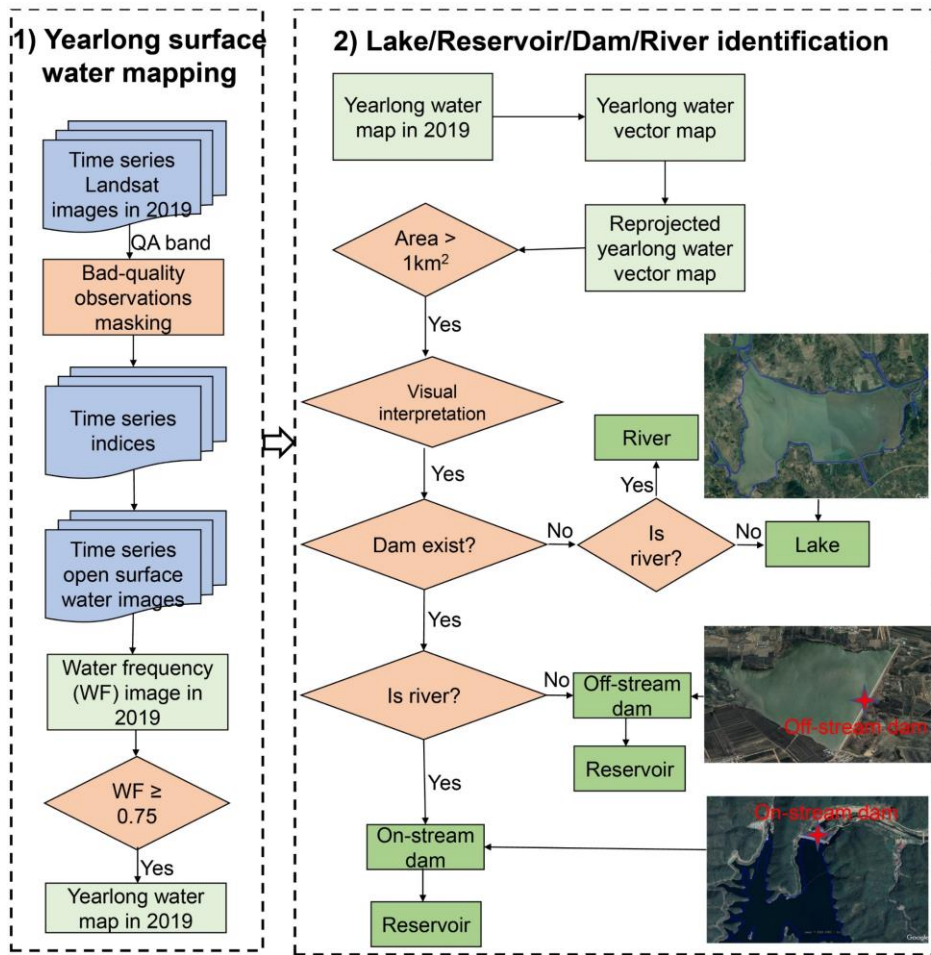 1) Yearlong surface
water mapping
Time series
Landsat
images in 2019
QA band
Bad-quality
observations
masking
Time series
indices
Time series
open surface
water images
Water frequency
(WF) image in
2019
WF ≥
0.75
Yes
Yearlong water
map in 2019
2) Lake/Reservoir/Dam/River identification
Yearlong water
map in 2019
Yearlong water
vector map
Reprojected
yearlong water
vector map
Area >
1km²
Yes
Visual
interpretation
Yes
Dam exist?
No
Is
river?
Yes
River
No
Lake
Yes
Is river?
No
Off-stream
dam
Reservoir
Off-stream dam
Yes
On-stream
dam
Reservoir
On-stream dam
Google